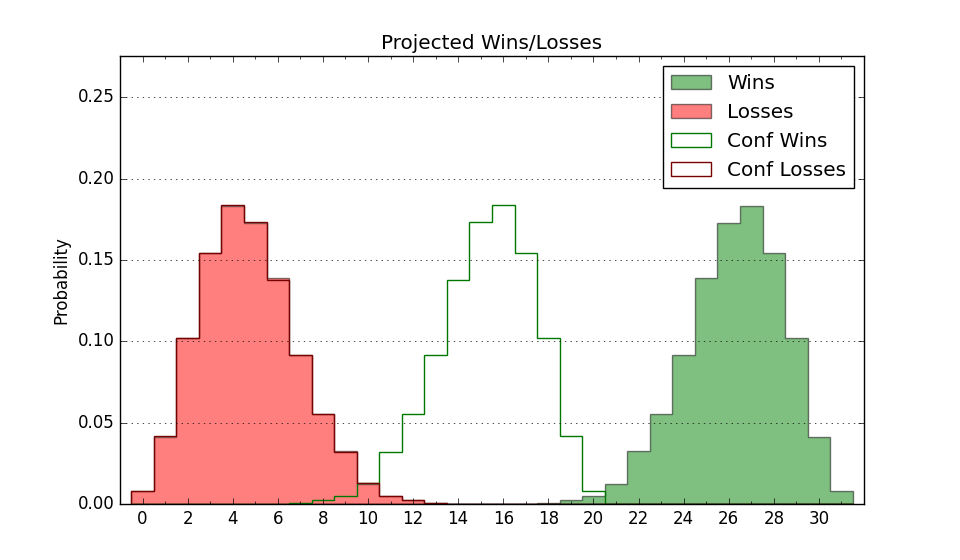 Projected Wins/Losses
Wins
Losses
Conf Wins
Conf Losses
Probability
0.25
0.20
0.15
0.10
0.05
0.00
0 2 4 6 8 10 12 14 16 18 20 22 24 26 28 30